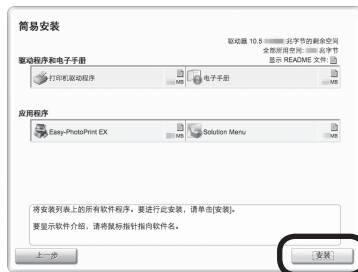 简易安装
驱动器 10.5 兆字节的剩余空间
全部所用空间: 兆字节
显示 README 文件:
驱动程序和电子手册
打印机驱动程序 MB 电子手册 MB
应用程序
Easy-PhotoPrint EX MB Solution Menu MB
将安装列表上的所有软件程序。要进行此安装，请单击[安装]。
要显示软件介绍，请将鼠标指针指向软件名。
上一步
[安装]